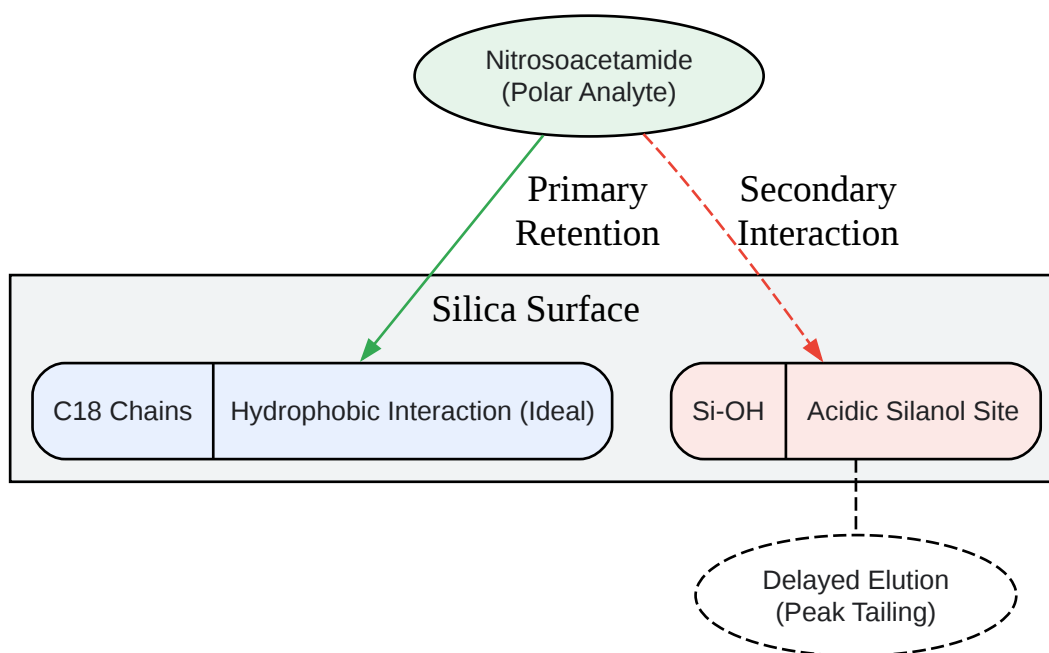 Nitrosoacetamide
(Polar Analyte)
Primary
Retention
Secondary
Interaction
Silica Surface
C18 Chains
Hydrophobic Interaction (Ideal)
Si-OH
Acidic Silanol Site
Delayed Elution
(Peak Tailing)